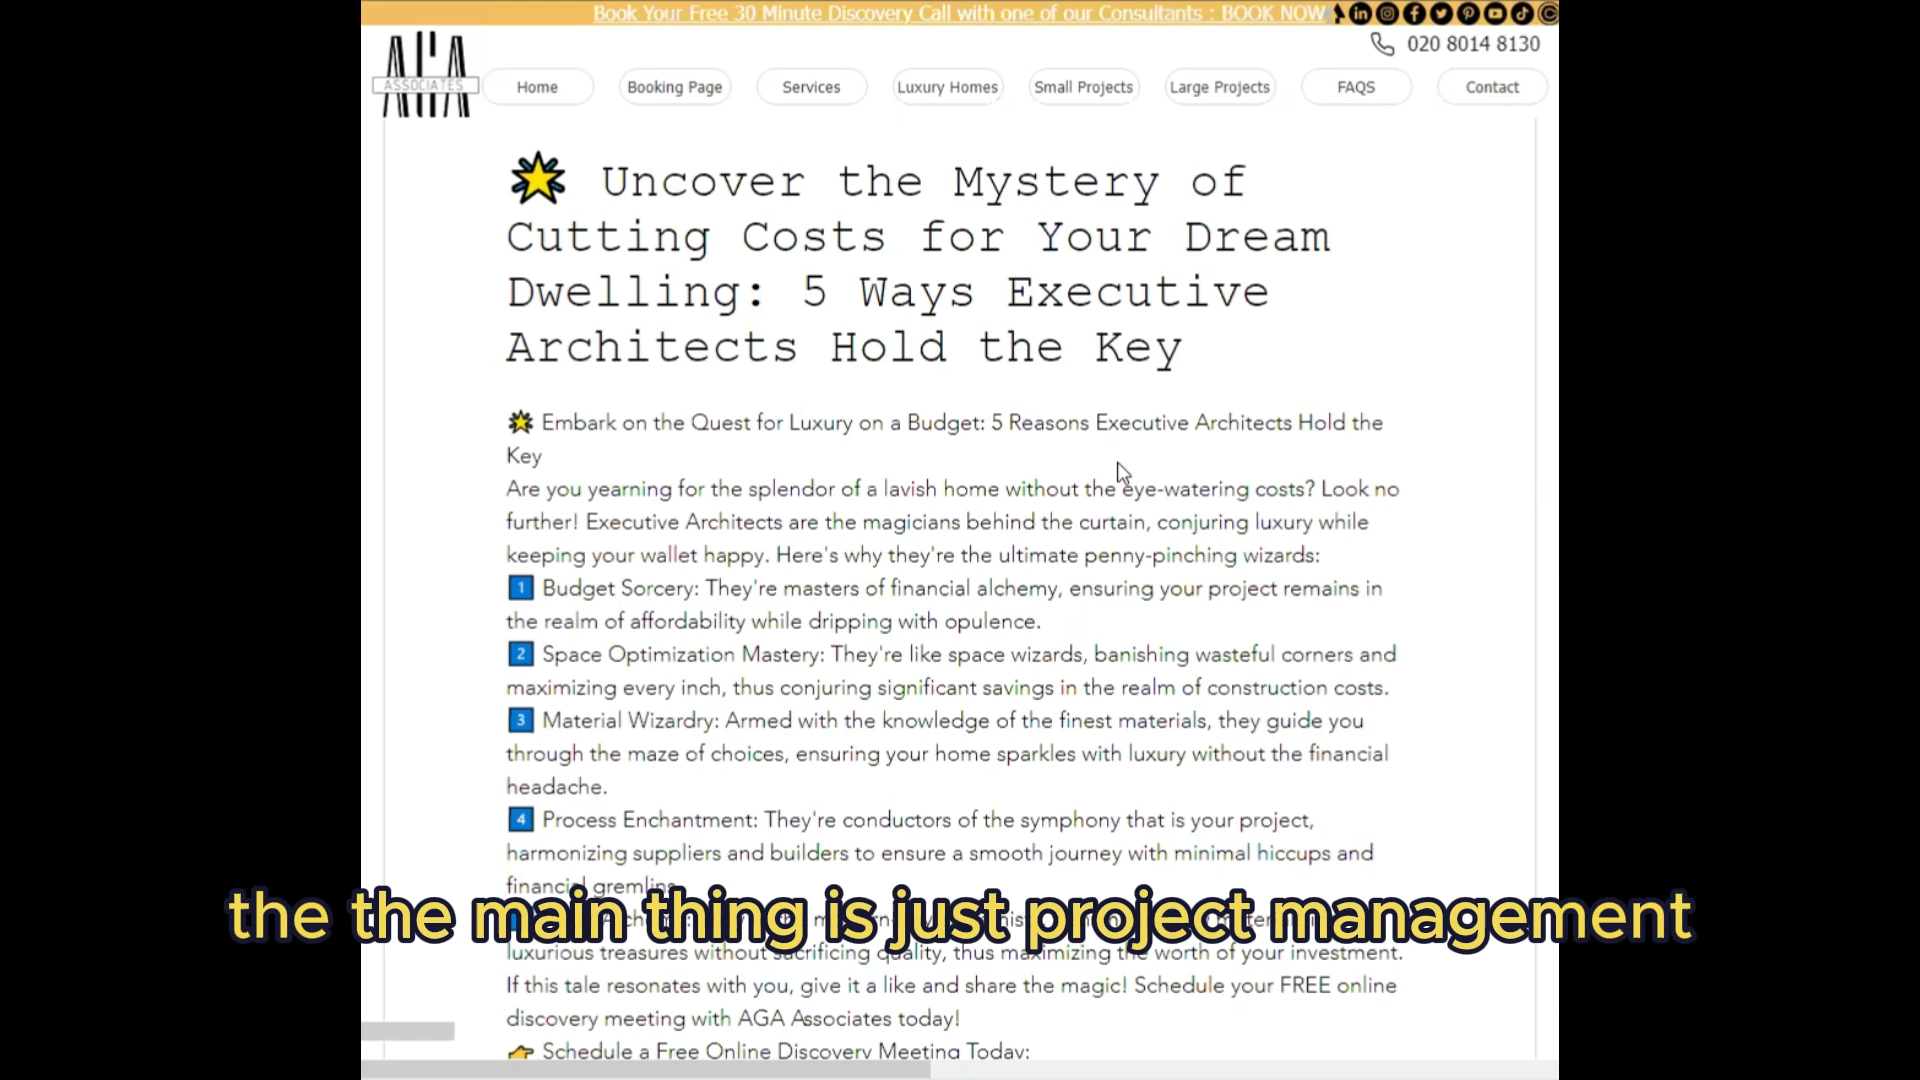 Book Your Free 30 Minute Discovery Call with one of our Consultants : BOOK NOW
020 8014 8130
AGA
ASSOCIATES
Home Booking Page Services Luxury Homes Small Projects Large Projects FAQS Contact
🌟 Uncover the Mystery of
Cutting Costs for Your Dream
Dwelling: 5 Ways Executive
Architects Hold the Key
🌟 Embark on the Quest for Luxury on a Budget: 5 Reasons Executive Architects Hold the
Key
Are you yearning for the splendor of a lavish home without the eye-watering costs? Look no
further! Executive Architects are the magicians behind the curtain, conjuring luxury while
keeping your wallet happy. Here's why they're the ultimate penny-pinching wizards:
1 Budget Sorcery: They're masters of financial alchemy, ensuring your project remains in
the realm of affordability while dripping with opulence.
2 Space Optimization Mastery: They're like space wizards, banishing wasteful corners and
maximizing every inch, thus conjuring significant savings in the realm of construction costs.
3 Material Wizardry: Armed with the knowledge of the finest materials, they guide you
through the maze of choices, ensuring your home sparkles with luxury without the financial
headache.
4 Process Enchantment: They're conductors of the symphony that is your project,
harmonizing suppliers and builders to ensure a smooth journey with minimal hiccups and
financial gremlins.
the the main thing is just project management
luxurious treasures without sacrificing quality, thus maximizing the worth of your investment.
If this tale resonates with you, give it a like and share the magic! Schedule your FREE online
discovery meeting with AGA Associates today!
👉 Schedule a Free Online Discovery Meeting Today: